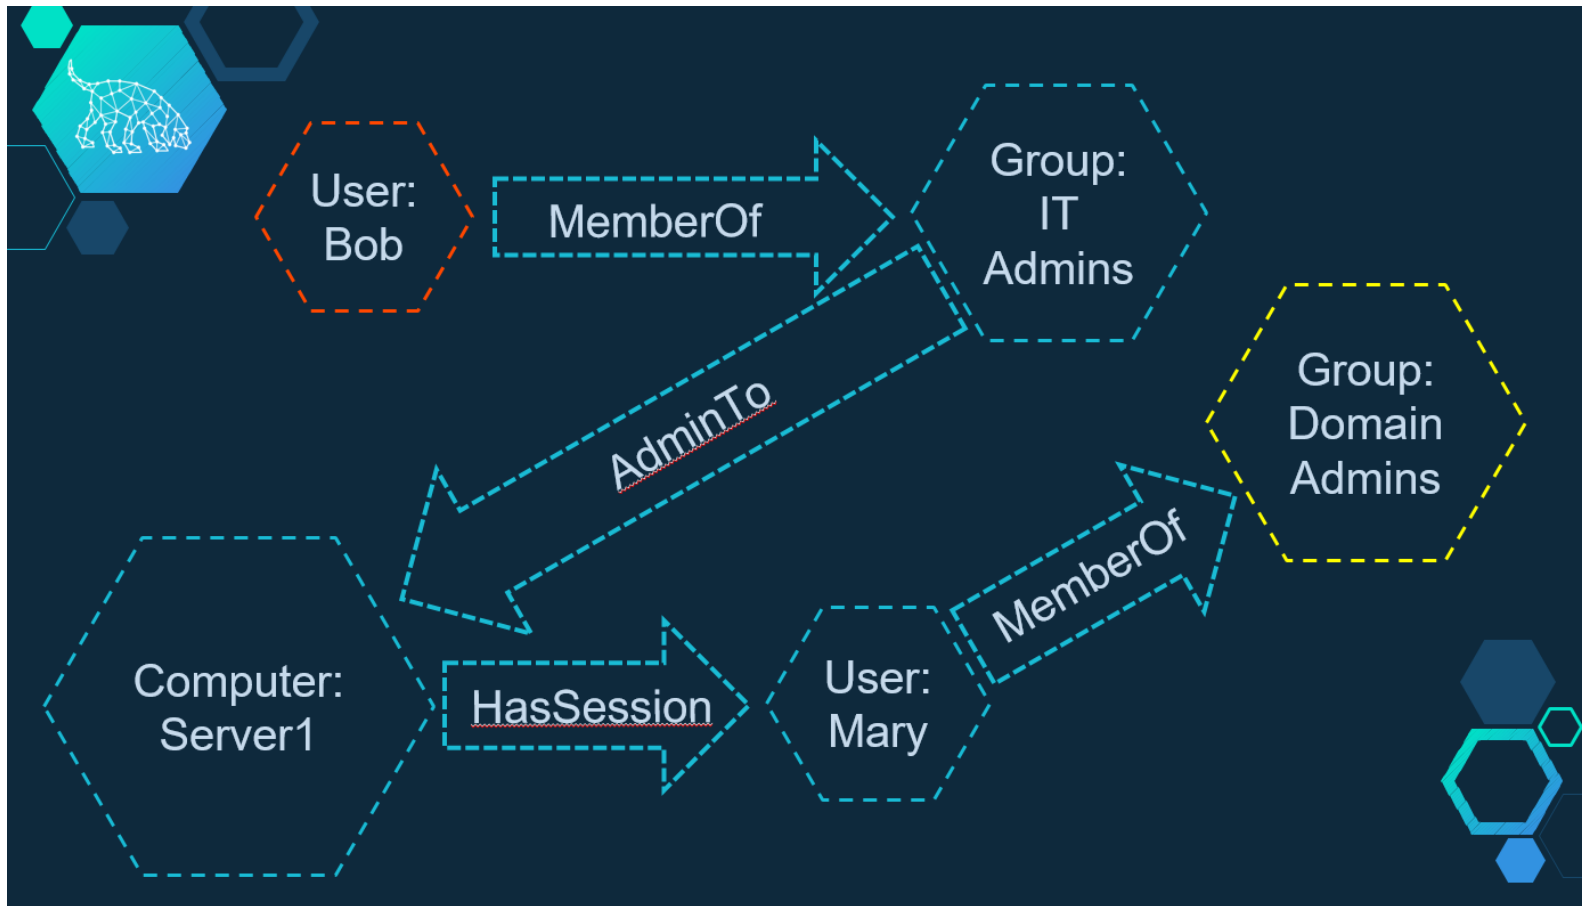 User:
Bob
MemberOf
Group:
IT
Admins
AdminTo
Group:
Domain
Admins
Computer:
Server1
HasSession
User:
Mary
MemberOf